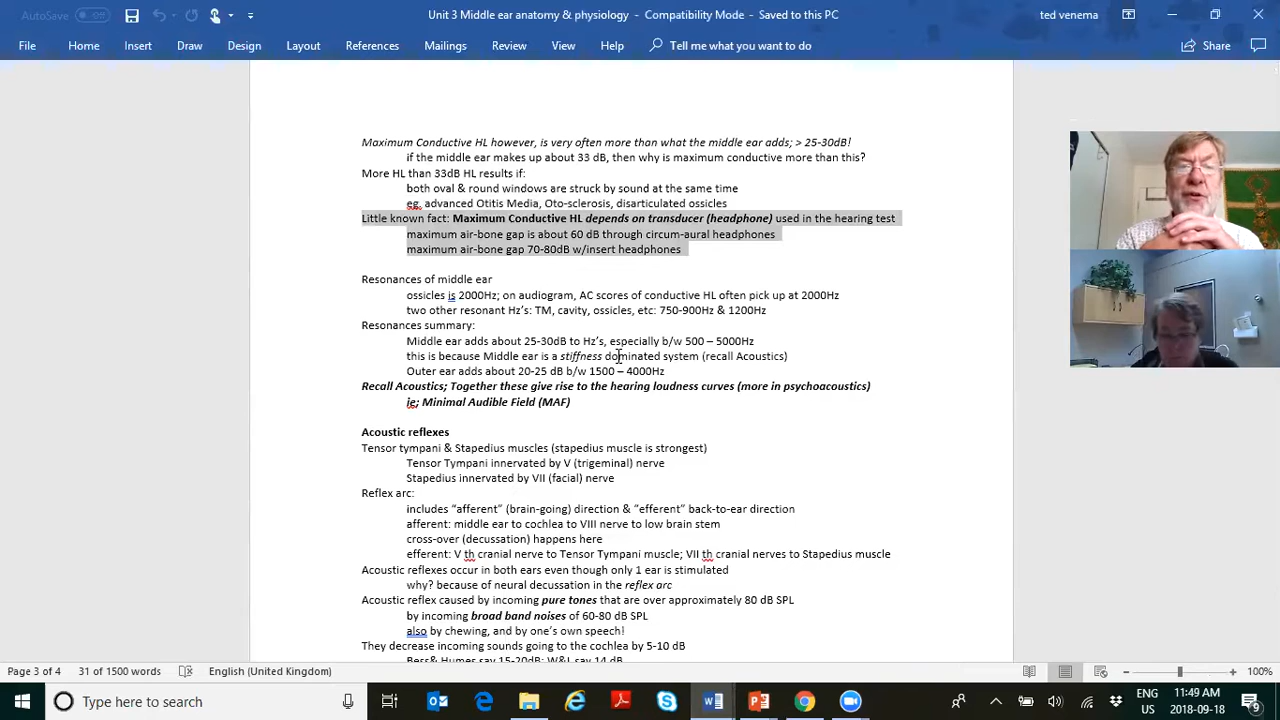 AutoSave Off
Unit 3 Middle ear anatomy & physiology - Compatibility Mode - Saved to this PC
ted venema
File Home Insert Draw Design Layout References Mailings Review View Help Tell me what you want to do Share
Maximum Conductive HL however, is very often more than what the middle ear adds; > 25-30dB!
if the middle ear makes up about 33 dB, then why is maximum conductive more than this?
More HL than 33dB HL results if:
both oval & round windows are struck by sound at the same time
eg. advanced Otitis Media, Oto-sclerosis, disarticulated ossicles
Little known fact: Maximum Conductive HL depends on transducer (headphone) used in the hearing test
maximum air-bone gap is about 60 dB through circum-aural headphones
maximum air-bone gap 70-80dB w/insert headphones
Resonances of middle ear
ossicles is 2000Hz; on audiogram, AC scores of conductive HL often pick up at 2000Hz
two other resonant Hz's: TM, cavity, ossicles, etc: 750-900Hz & 1200Hz
Resonances summary:
Middle ear adds about 25-30dB to Hz's, especially b/w 500 – 5000Hz
this is because Middle ear is a stiffness dominated system (recall Acoustics)
Outer ear adds about 20-25 dB b/w 1500 – 4000Hz
Recall Acoustics; Together these give rise to the hearing loudness curves (more in psychoacoustics)
ie; Minimal Audible Field (MAF)
Acoustic reflexes
Tensor tympani & Stapedius muscles (stapedius muscle is strongest)
Tensor Tympani innervated by V (trigeminal) nerve
Stapedius innervated by VII (facial) nerve
Reflex arc:
includes “afferent” (brain-going) direction & “efferent” back-to-ear direction
afferent: middle ear to cochlea to VIII nerve to low brain stem
cross-over (decussation) happens here
efferent: V th cranial nerve to Tensor Tympani muscle; VII th cranial nerves to Stapedius muscle
Acoustic reflexes occur in both ears even though only 1 ear is stimulated
why? because of neural decussation in the reflex arc
Acoustic reflex caused by incoming pure tones that are over approximately 80 dB SPL
by incoming broad band noises of 60-80 dB SPL
also by chewing, and by one's own speech!
They decrease incoming sounds going to the cochlea by 5-10 dB
Bess& Humes say 15-20dB; W&L say 14 dB
Page 3 of 4 31 of 1500 words English (United Kingdom) 100%
Type here to search
ENG 11:49 AM
US 2018-09-18